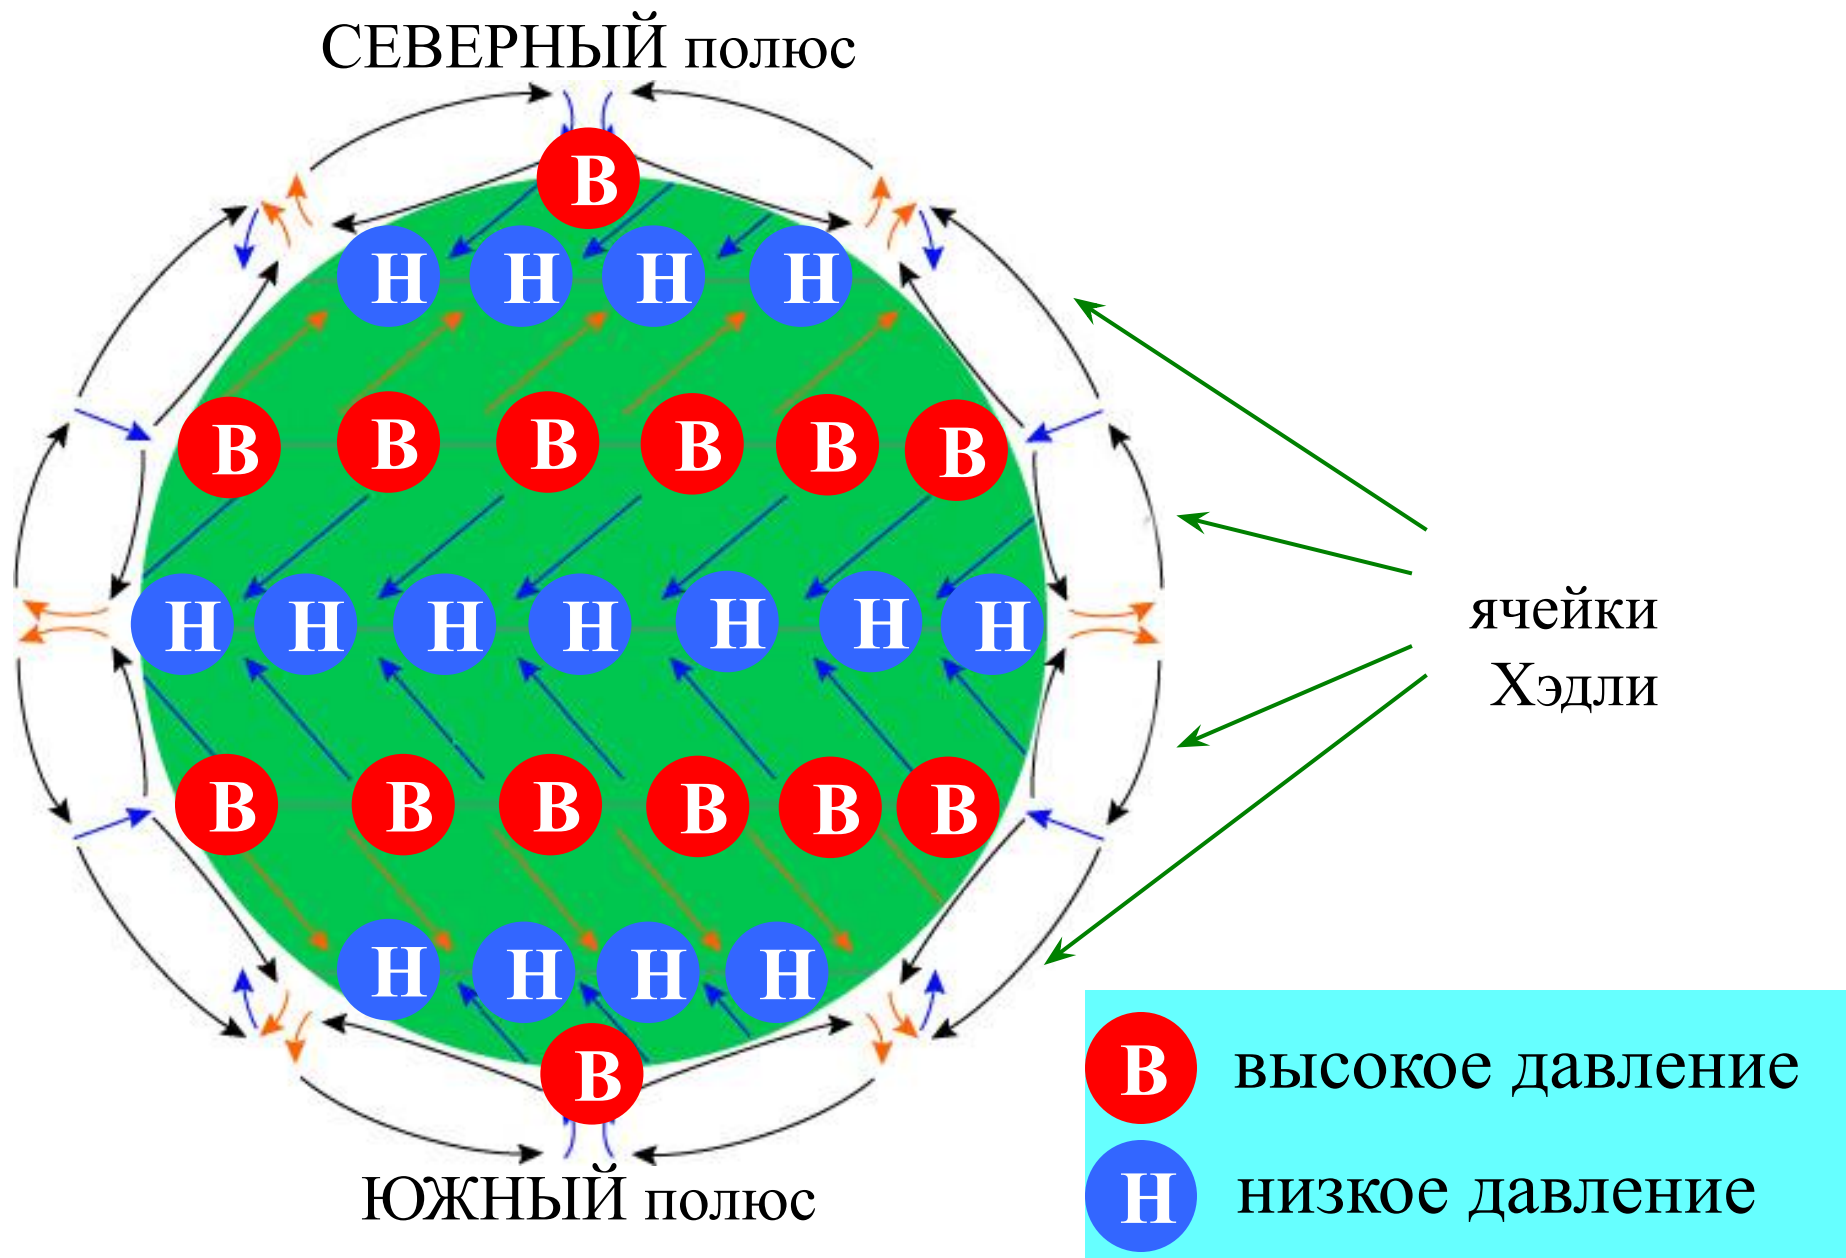 СЕВЕРНЫЙ полюс
В
Н Н Н Н
В В В В В В
Н Н Н Н Н Н Н
ячейки
Хэдли
В В В В В В
Н Н Н Н
В
ЮЖНЫЙ полюс
В высокое давление
Н низкое давление